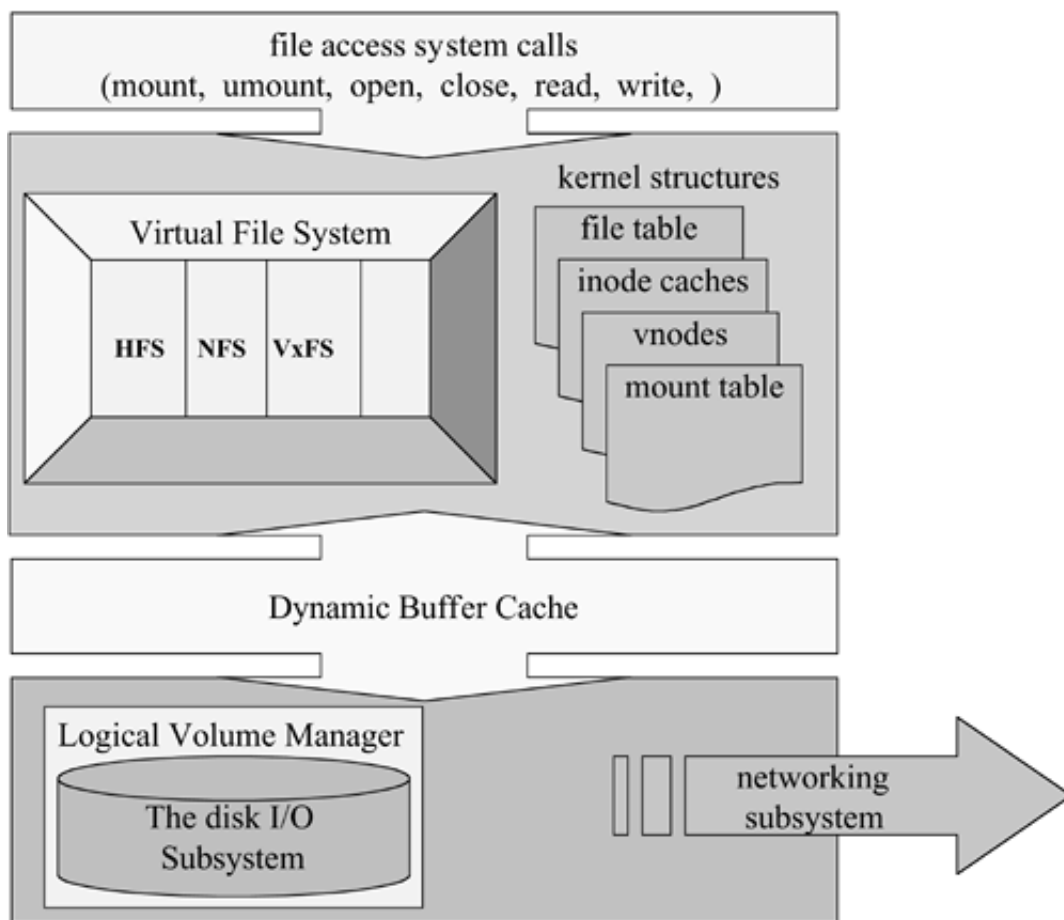 file access system calls
(mount, umount, open, close, read, write, )
kernel structures
Virtual File System
file table
inode caches
HFS NFS VxFS
vnodes
mount table
Dynamic Buffer Cache
Logical Volume Manager
The disk I/O
Subsystem
networking
subsystem